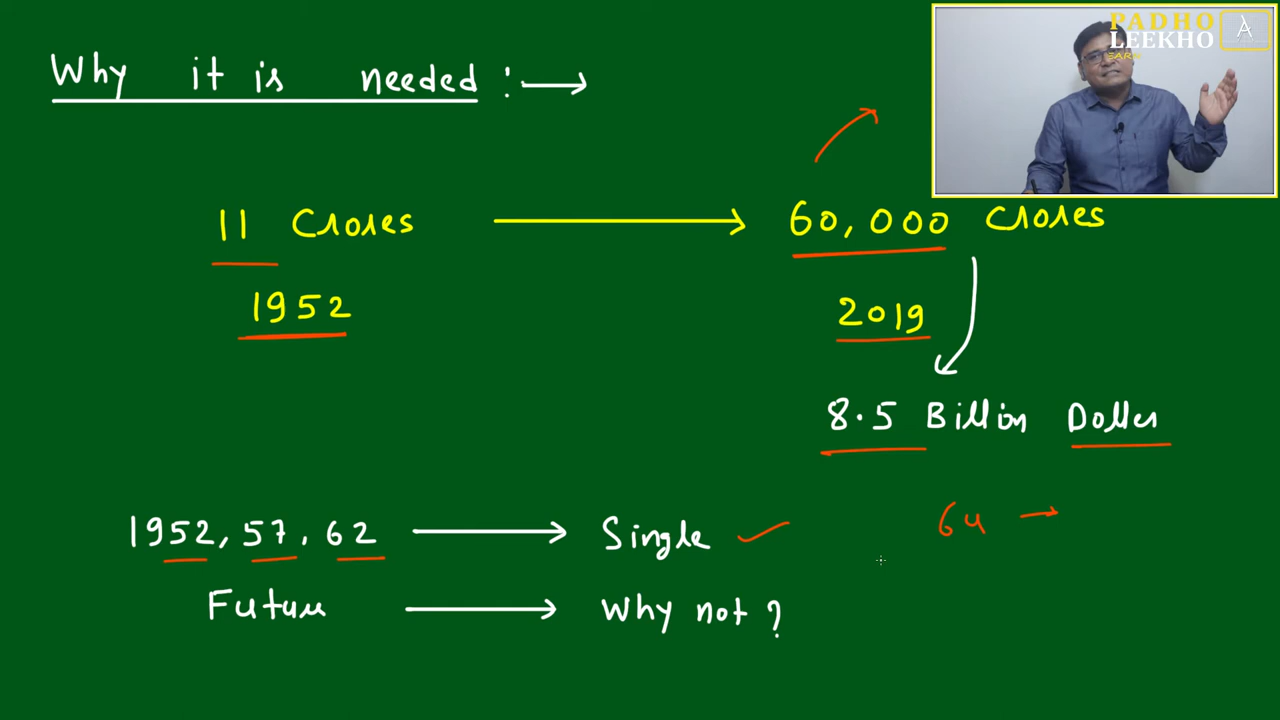 PADHO
LEEKHO
Why it is needed :→
11 Crores → 60,000 Crores
1952
2019
8.5 Billion Doller
1952, 57, 62 → Single ✓
64 →
Future → Why not ?